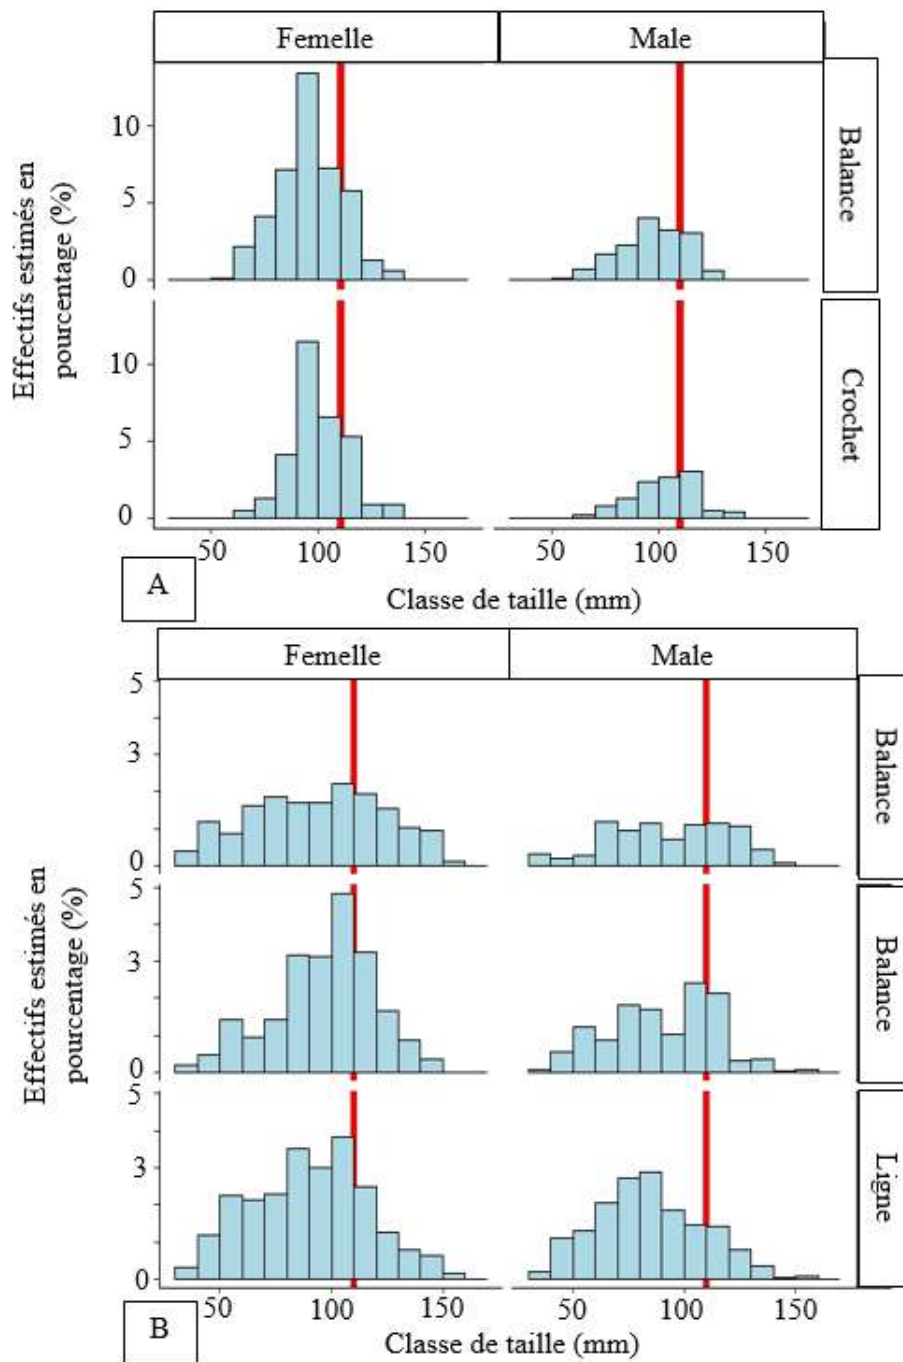 Femelle
Male
10
5
0
Balance
10
5
0
Crochet
Effectifs estimés en
pourcentage (%)
50
100
150
50
100
150
A
Classe de taille (mm)
Femelle
Male
5
3
0
Balance
5
3
0
Balance
5
3
0
Ligne
Effectifs estimés en
pourcentage (%)
50
100
150
50
100
150
B
Classe de taille (mm)